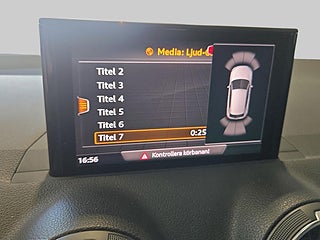 Media: Ljud-
Titel 2
Titel 3
Titel 4
Titel 5
Titel 6
Titel 7 0:25
16:56 Kontrollera körbanan!